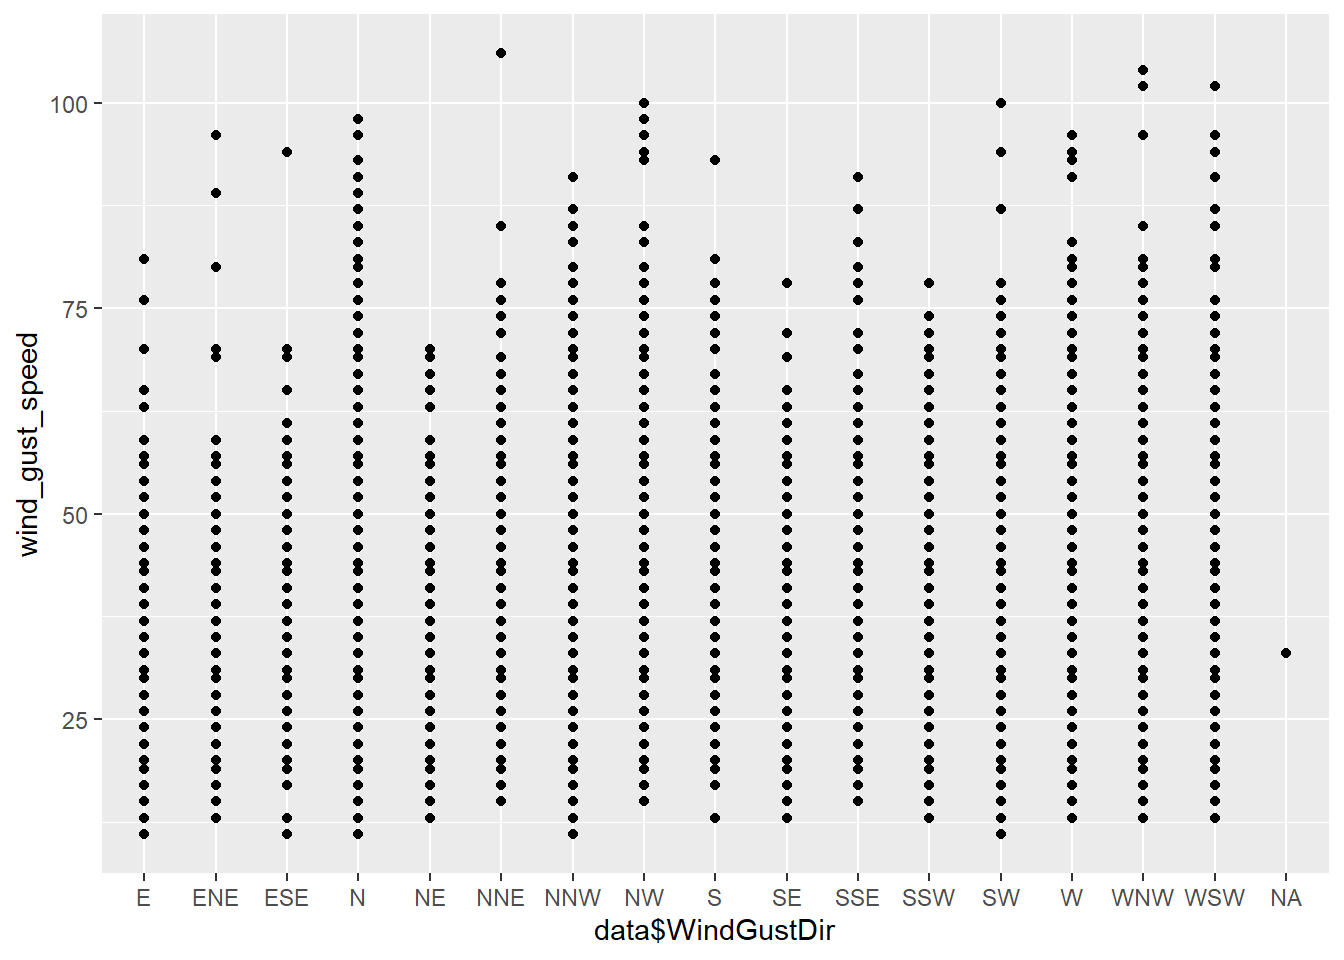 100
75
50
25
wind_gust_speed
E ENE ESE N NE NNE NNW NW S SE SSE SSW SW W WNW WSW NA
data$WindGustDir